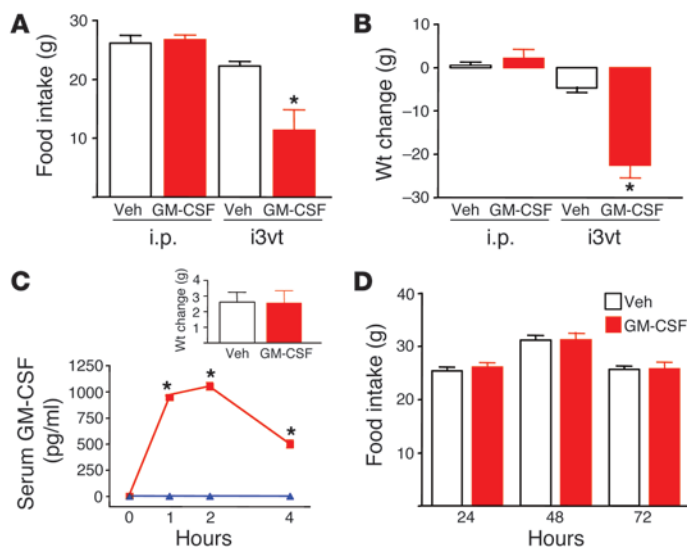 A
Food intake (g)
30
20
10
Veh GM-CSF Veh GM-CSF
i.p. i3vt
*
B
Wt change (g)
10
0
−10
−20
−30
Veh GM-CSF Veh GM-CSF
i.p. i3vt
*
C
Wt change (g)
4
3
2
1
Veh GM-CSF
Serum GM-CSF
(pg/ml)
1250
1000
750
500
250
0
* * *
0 1 2 4
Hours
D
Veh
GM-CSF
Food intake (g)
40
30
20
10
24 48 72
Hours